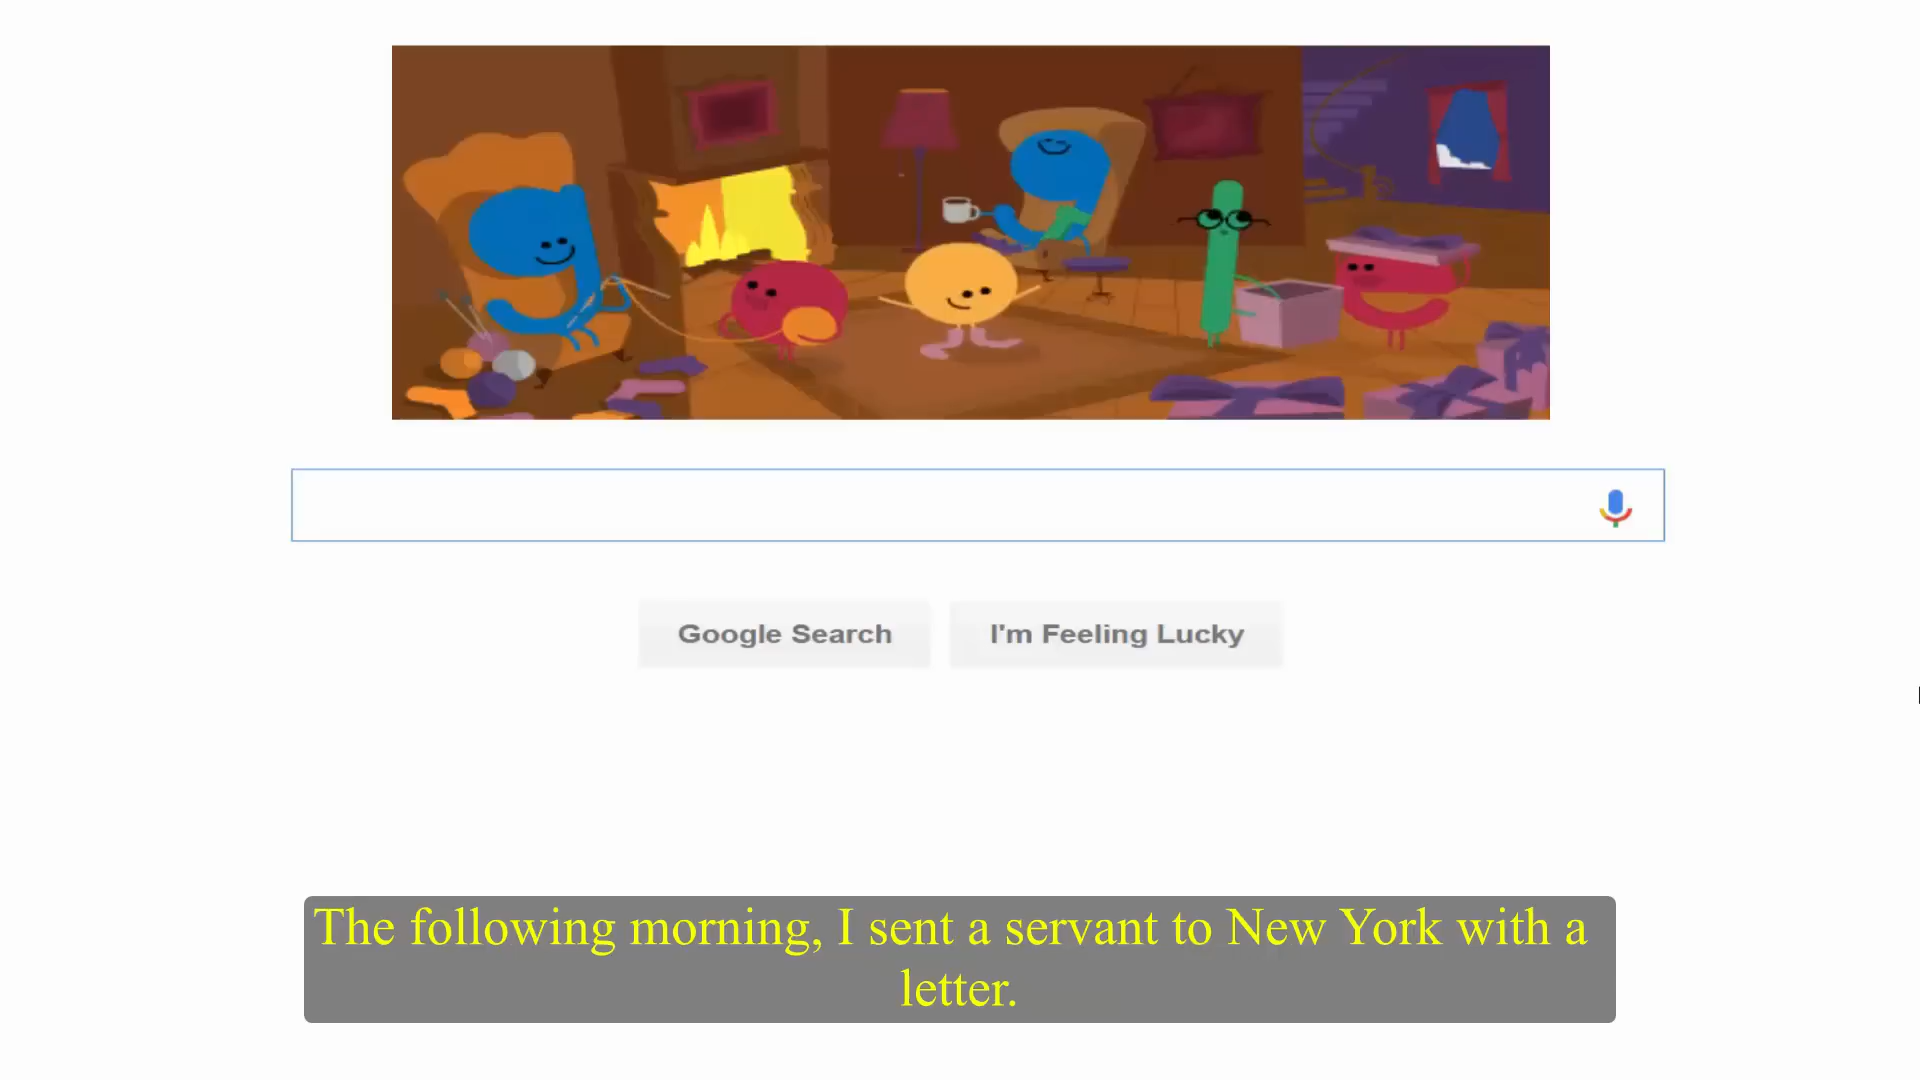 Google Search
I'm Feeling Lucky
The following morning, I sent a servant to New York with a
letter.